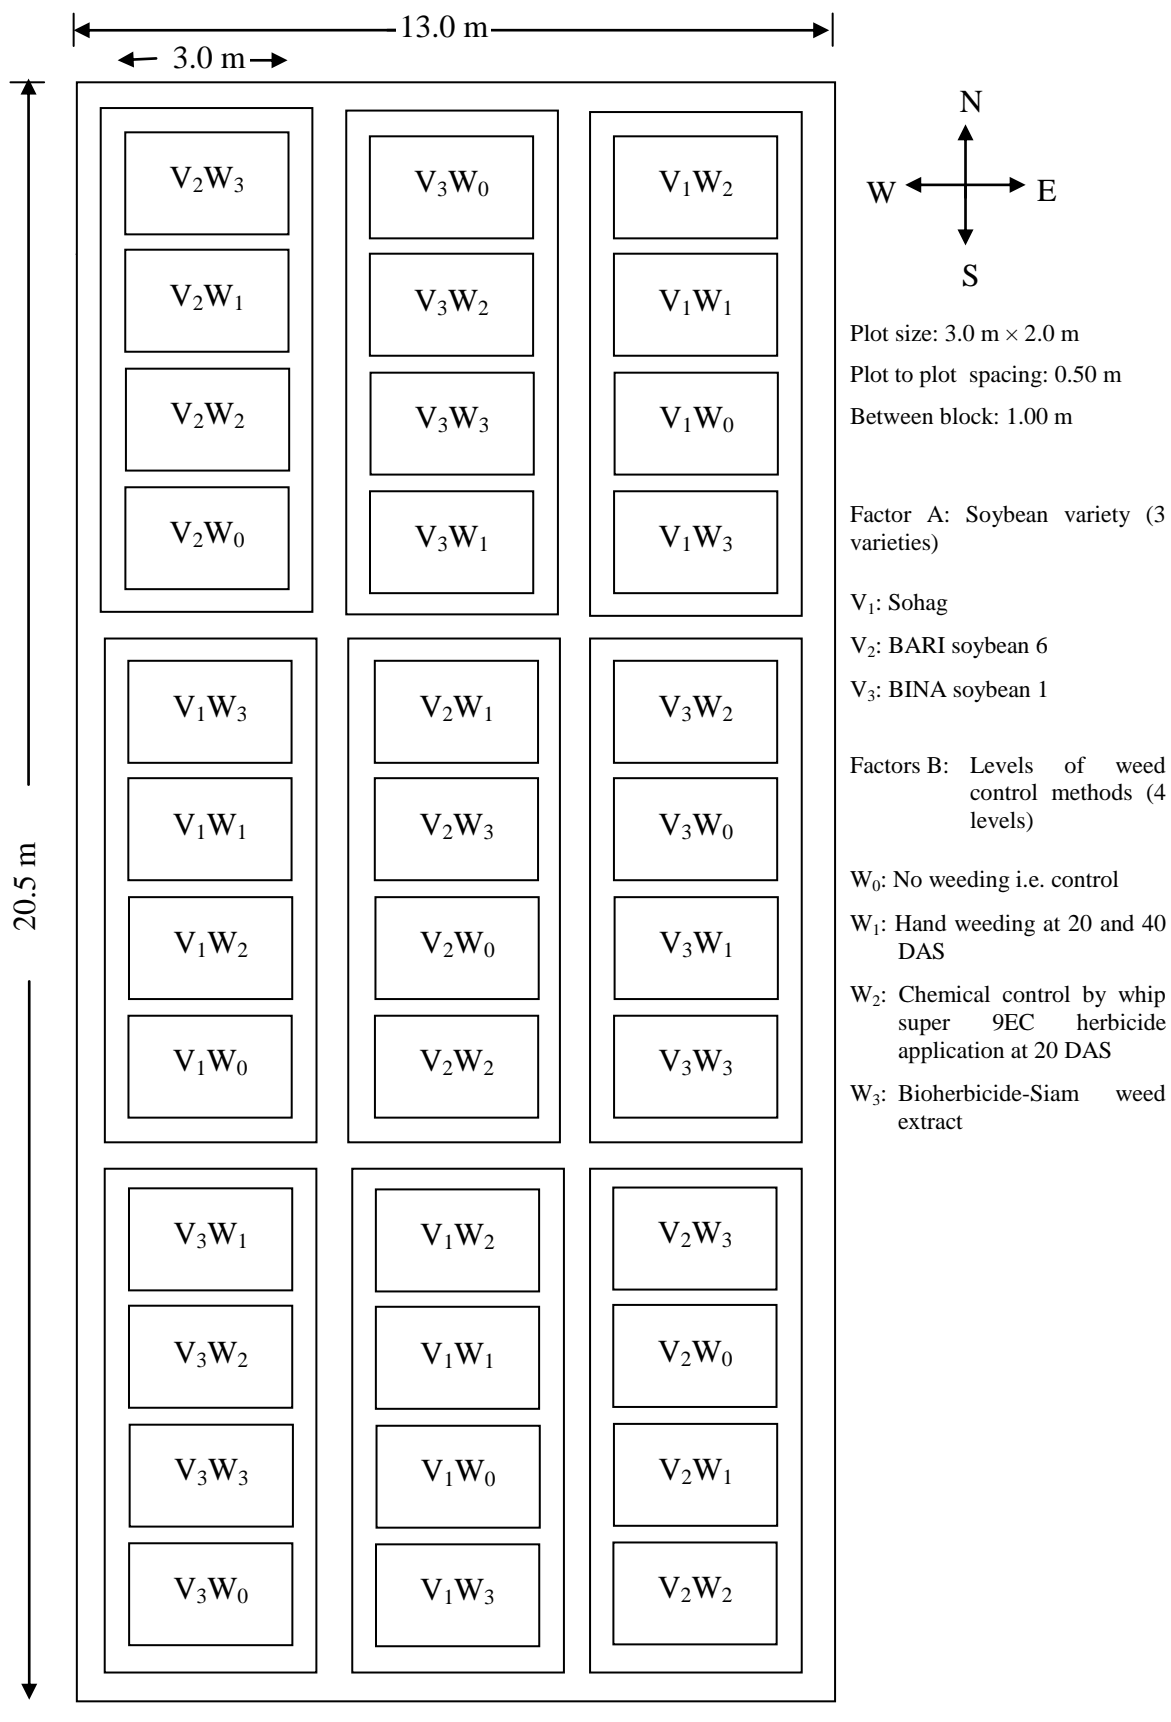 13.0 m
3.0 m
20.5 m
V₂W₃ V₃W₀ V₁W₂
V₂W₁ V₃W₂ V₁W₁
V₂W₂ V₃W₃ V₁W₀
V₂W₀ V₃W₁ V₁W₃
V₁W₃ V₂W₁ V₃W₂
V₁W₁ V₂W₃ V₃W₀
V₁W₂ V₂W₀ V₃W₁
V₁W₀ V₂W₂ V₃W₃
V₃W₁ V₁W₂ V₂W₃
V₃W₂ V₁W₁ V₂W₀
V₃W₃ V₁W₀ V₂W₁
V₃W₀ V₁W₃ V₂W₂
N
W E
S
Plot size: 3.0 m × 2.0 m
Plot to plot spacing: 0.50 m
Between block: 1.00 m
Factor A: Soybean variety (3
varieties)
V₁: Sohag
V₂: BARI soybean 6
V₃: BINA soybean 1
Factors B: Levels of weed
control methods (4
levels)
W₀: No weeding i.e. control
W₁: Hand weeding at 20 and 40
DAS
W₂: Chemical control by whip
super 9EC herbicide
application at 20 DAS
W₃: Bioherbicide-Siam weed
extract